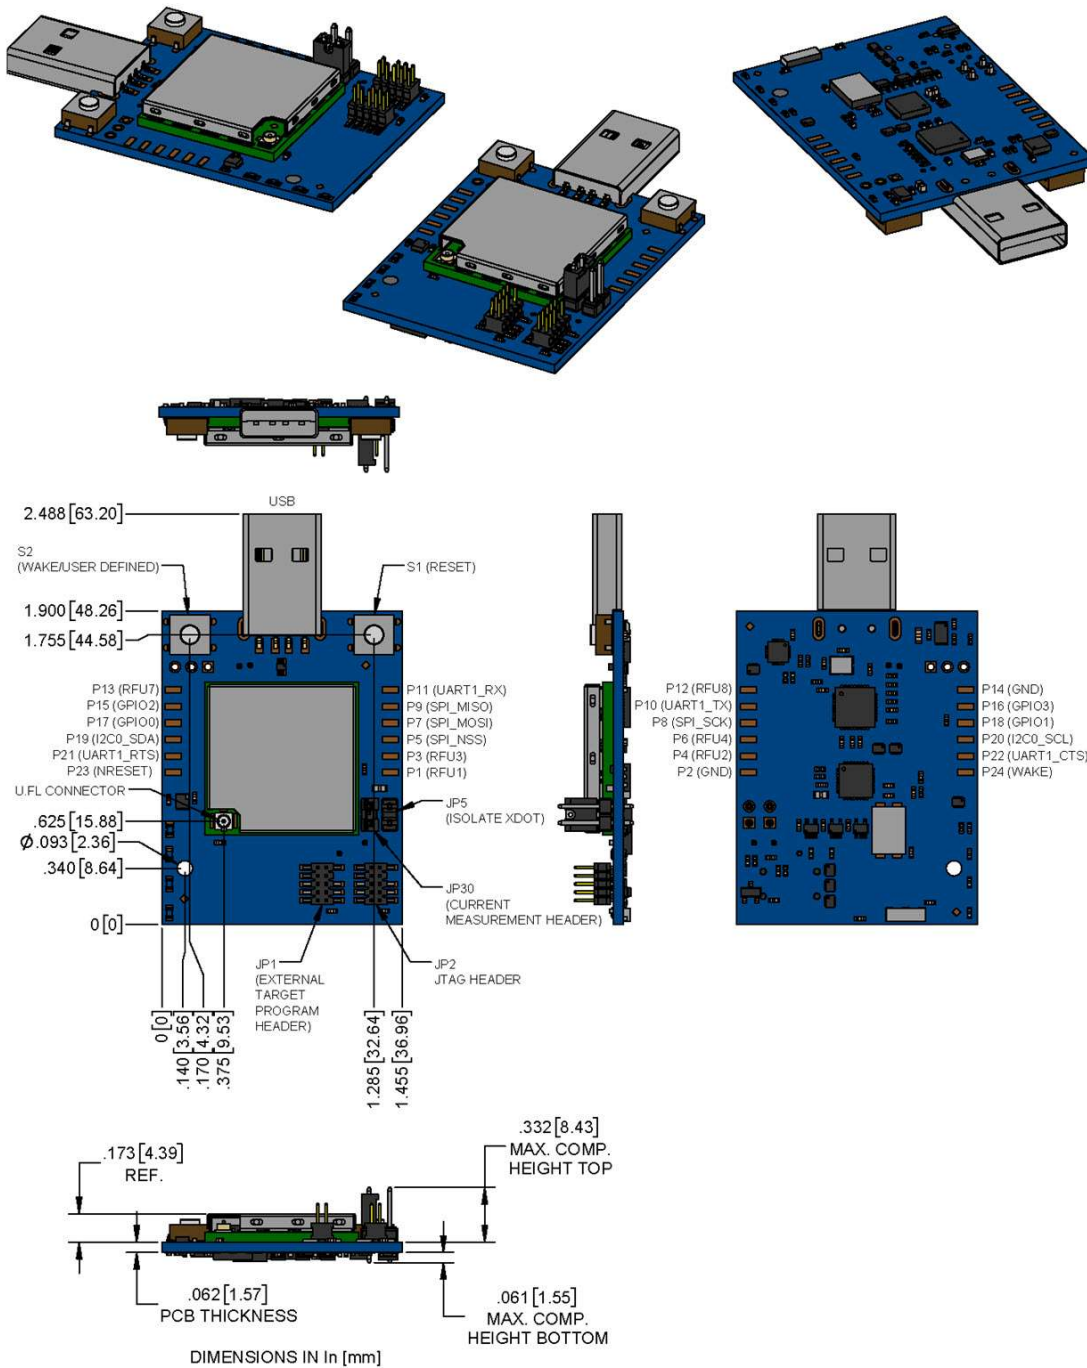 USB
2.488 [63.20]
S2
(WAKE/USER DEFINED)
S1 (RESET)
1.900 [48.26]
1.755 [44.58]
P13 (RFU7)
P15 (GPIO2)
P17 (GPIO0)
P19 (I2C0_SDA)
P21 (UART1_RTS)
P23 (NRESET)
U.FL CONNECTOR
.625 [15.88]
Ø.093 [2.36]
.340 [8.64]
0 [0]
P11 (UART1_RX)
P9 (SPI_MISO)
P7 (SPI_MOSI)
P5 (SPI_NSS)
P3 (RFU3)
P1 (RFU1)
JP5
(ISOLATE XDOT)
JP30
(CURRENT
MEASUREMENT HEADER)
JP1
(EXTERNAL
TARGET
PROGRAM
HEADER)
JP2
JTAG HEADER
P12 (RFU8)
P10 (UART1_TX)
P8 (SPI_SCK)
P6 (RFU4)
P4 (RFU2)
P2 (GND)
P14 (GND)
P16 (GPIO3)
P18 (GPIO1)
P20 (I2C0_SCL)
P22 (UART1_CTS)
P24 (WAKE)
0 [0]
.140 [3.56]
.170 [4.32]
.375 [9.53]
1.285 [32.64]
1.455 [36.96]
.173 [4.39]
REF.
.332 [8.43]
MAX. COMP.
HEIGHT TOP
.062 [1.57]
PCB THICKNESS
.061 [1.55]
MAX. COMP.
HEIGHT BOTTOM
DIMENSIONS IN In [mm]